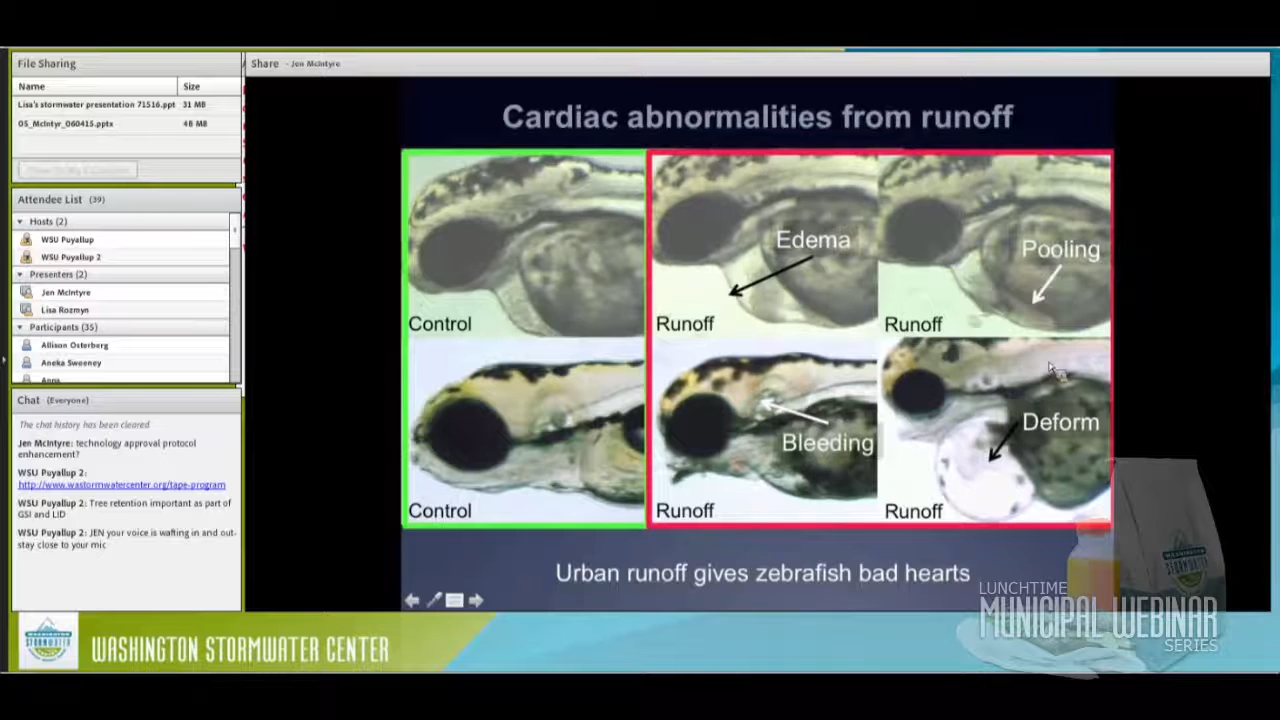 File Sharing
Name Size
Lisa's stormwater presentation 71516.ppt 31 MB
05_McIntyr_060415.pptx 48 MB
Attendee List (39)
Hosts (2)
WSU Puyallup
WSU Puyallup 2
Presenters (2)
Jen McIntyre
Lisa Rozmyn
Participants (35)
Allison Osterberg
Aneka Sweeney
Anna
Chat (Everyone)
The chat history has been cleared
Jen McIntyre: technology approval protocol
enhancement?
WSU Puyallup 2:
http://www.wastormwatercenter.org/tape-program
WSU Puyallup 2: Tree retention important as part of
GSI and LID
WSU Puyallup 2: JEN your voice is wafting in and out-
stay close to your mic
Share - Jen McIntyre
Cardiac abnormalities from runoff
Edema
Pooling
Control
Runoff
Runoff
Bleeding
Deform
Control
Runoff
Runoff
Urban runoff gives zebrafish bad hearts
WASHINGTON STORMWATER CENTER
LUNCHTIME
MUNICIPAL WEBINAR
SERIES
WASHINGTON
STORMWATER